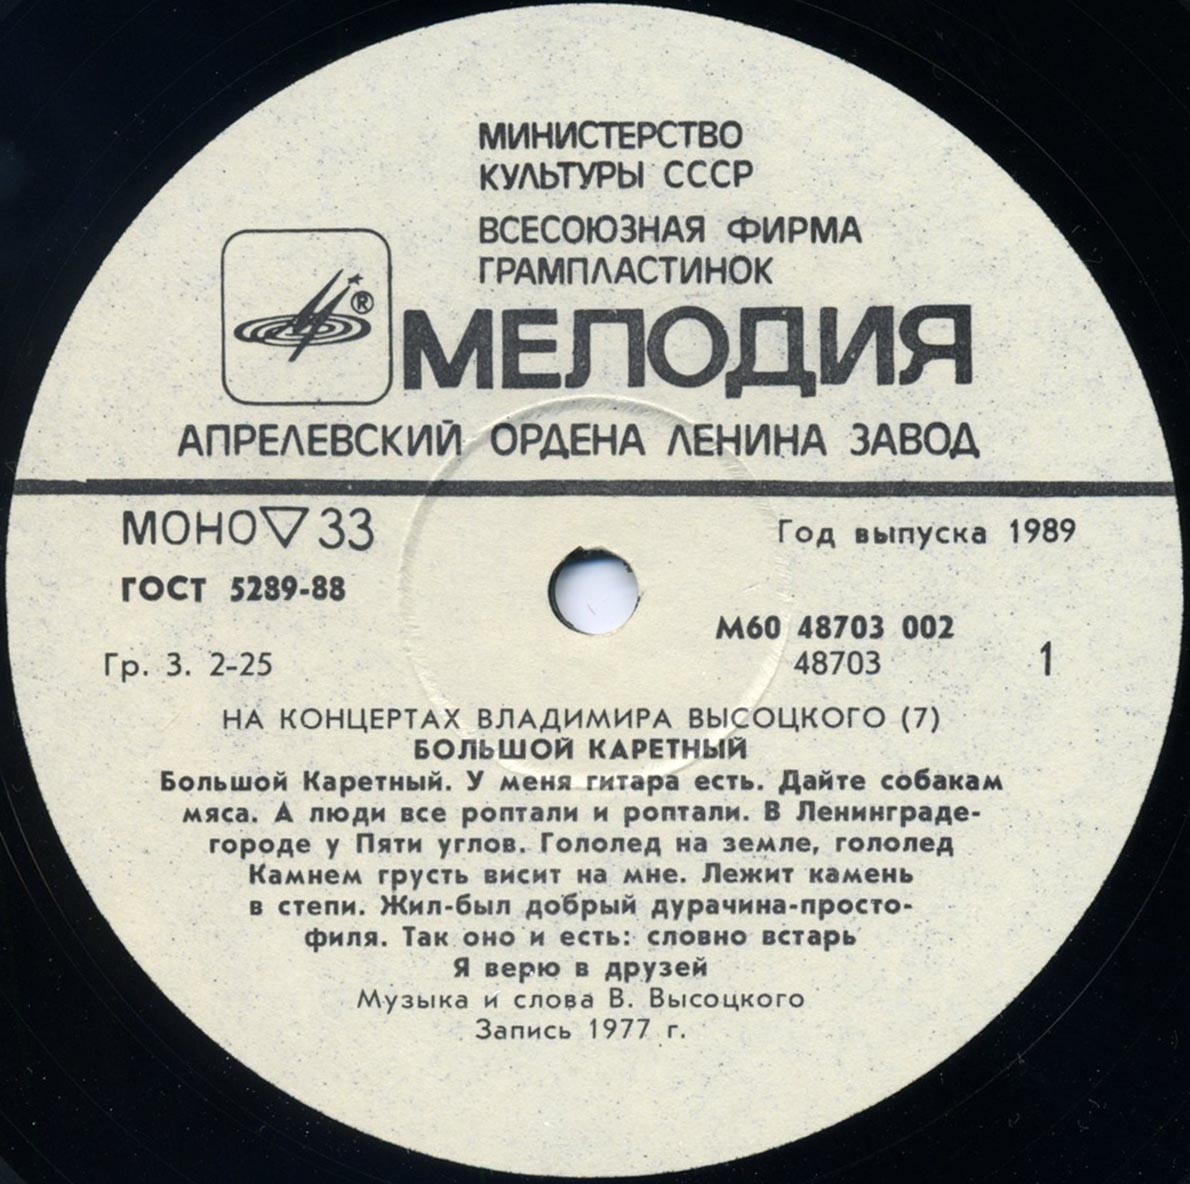 МИНИСТЕРСТВО
КУЛЬТУРЫ СССР
ВСЕСОЮЗНАЯ ФИРМА
ГРАМПЛАСТИНОК
®
МЕЛОДИЯ
АПРЕЛЕВСКИЙ ОРДЕНА ЛЕНИНА ЗАВОД
МОНО▽33
Год выпуска 1989
ГОСТ 5289-88
М60 48703 002
Гр. 3. 2-25
48703
1
НА КОНЦЕРТАХ ВЛАДИМИРА ВЫСОЦКОГО (7)
БОЛЬШОЙ КАРЕТНЫЙ
Большой Каретный. У меня гитара есть. Дайте собакам
мяса. А люди все роптали и роптали. В Ленинграде-
городе у Пяти углов. Гололед на земле, гололед
Камнем грусть висит на мне. Лежит камень
в степи. Жил-был добрый дурачина-просто-
филя. Так оно и есть: словно встарь
Я верю в друзей
Музыка и слова В. Высоцкого
Запись 1977 г.